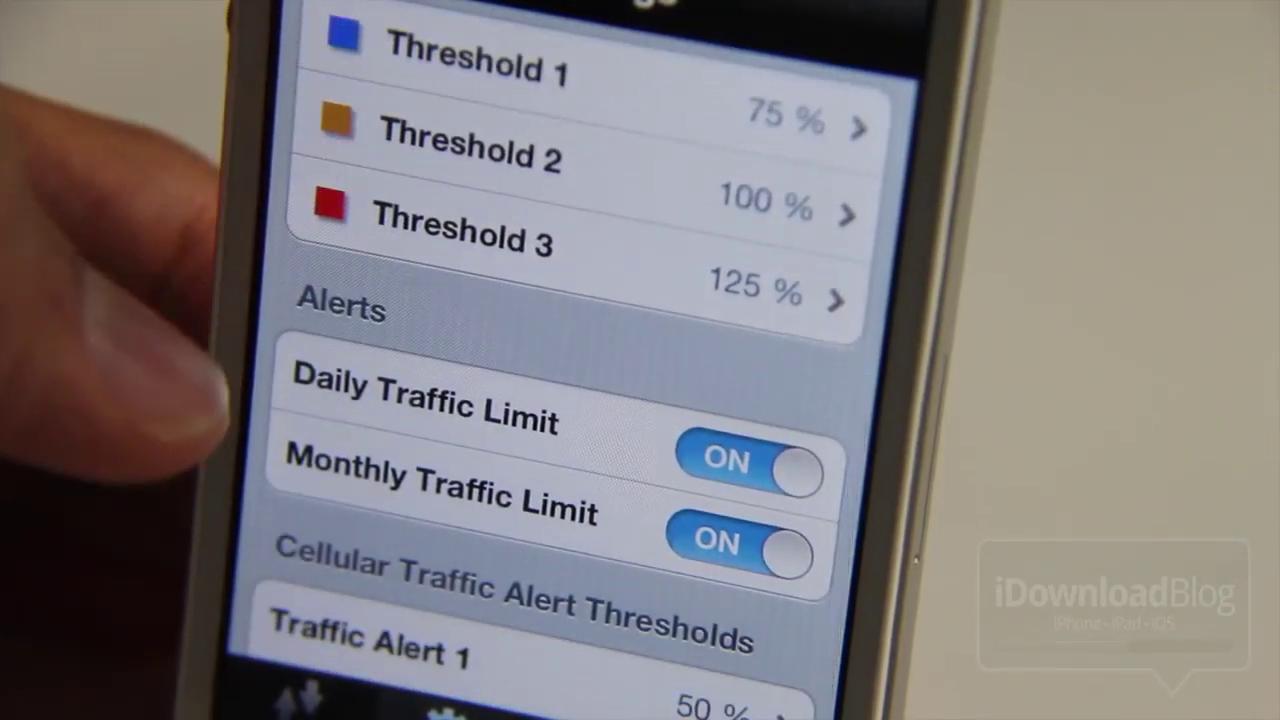 Threshold 1 75 %
Threshold 2 100 %
Threshold 3 125 %
Alerts
Daily Traffic Limit ON
Monthly Traffic Limit ON
Cellular Traffic Alert Thresholds
Traffic Alert 1 50 %
iDownloadBlog
iPhone • iPad • iOS